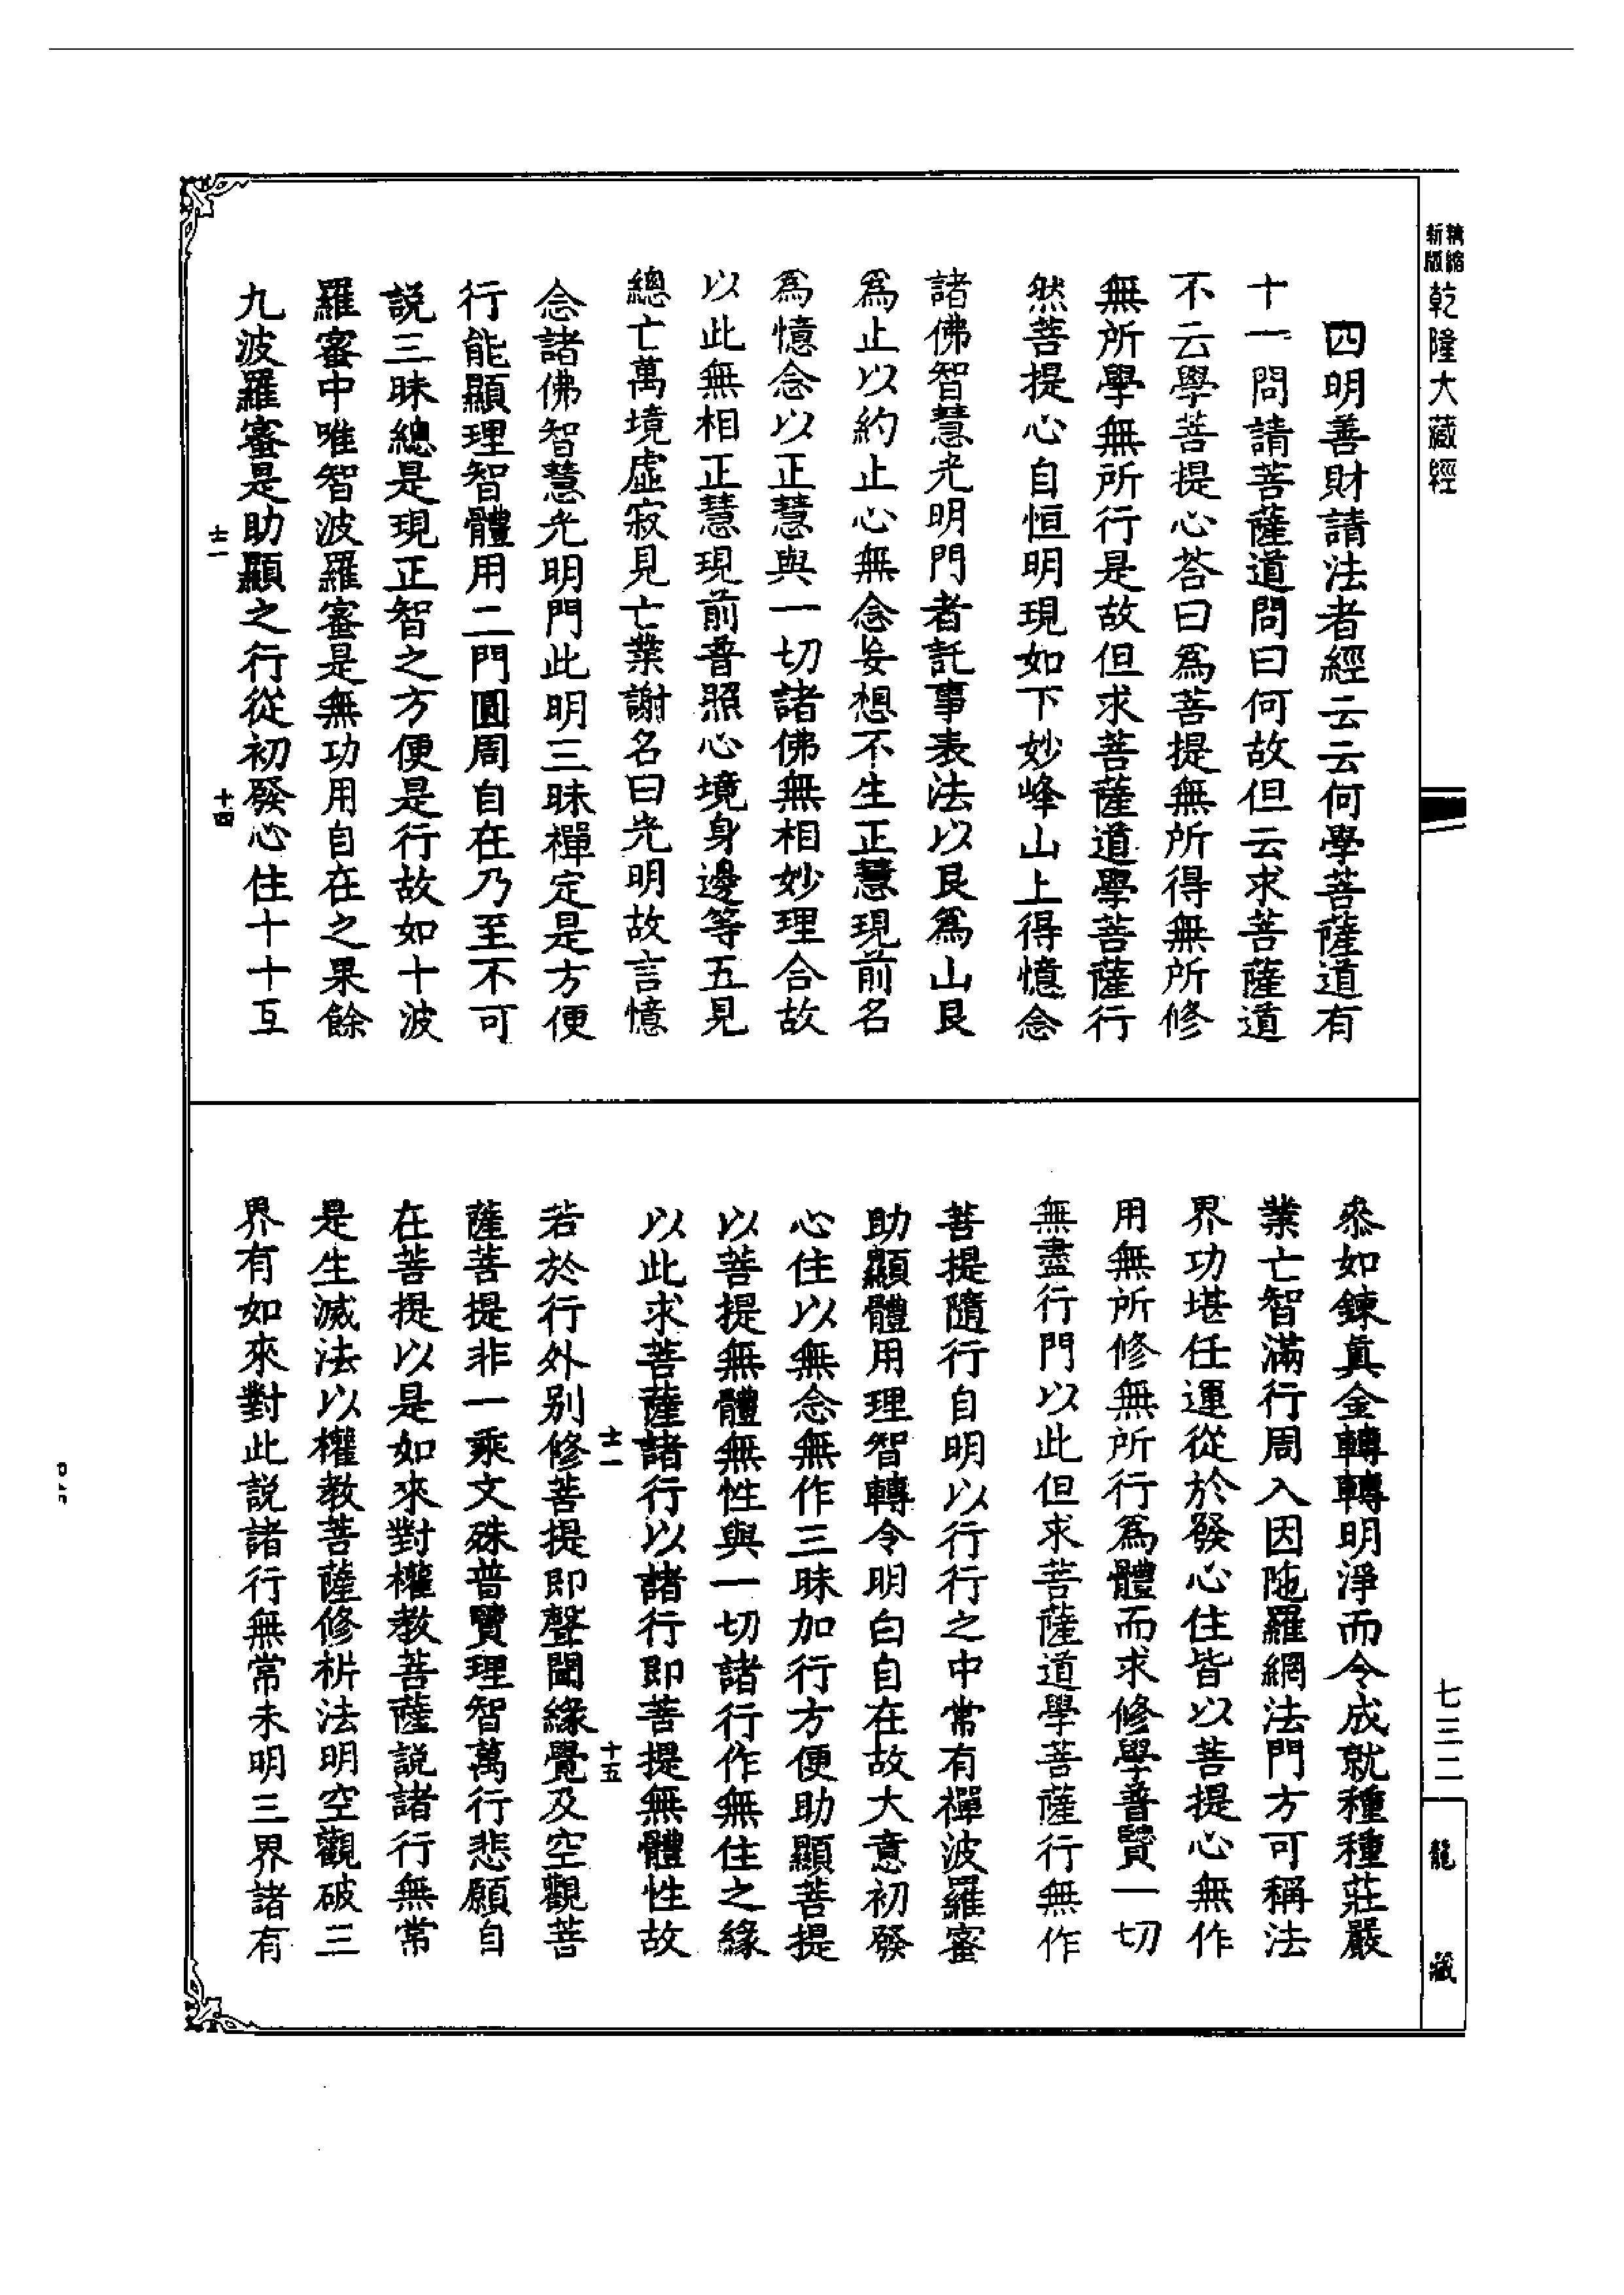 精縮新版乾隆大藏經
四明善財請法者經云云何學菩薩道有
十一問請菩薩道問曰何故但云求菩薩道
不云學菩提心荅曰爲菩提無所得無所修
無所學無所行是故但求菩薩道學菩薩行
然菩提心自恒明現如下妙峰山上得憶念
諸佛智慧光明門者託事表法以艮爲山艮
爲止以約止心無念妄想不生正慧現前名
爲憶念以正慧與一切諸佛無相妙理合故
以此無相正慧現前普照心境身邊等五見
總亡萬境虛寂見亡業謝名曰光明故言憶
念諸佛智慧光明門此明三昧禪定是方便
行能顯理智體用二門圓周自在乃至不可
說三昧總是現正智之方便是行故如十波
羅蜜中唯智波羅蜜是無功用自在之果餘
九波羅蜜是助顯之行從初發心住十十互
士一
十四
叅如鍊眞金轉轉明淨而令成就種種莊嚴
業亡智滿行周入因陁羅網法門方可稱法
界功堪任運從於發心住皆以菩提心無作
用無所修無所行爲體而求修學普賢一切
無盡行門以此但求菩薩道學菩薩行無作
菩提隨行自明以行行之中常有禪波羅蜜
助顯體用理智轉令明白自在故大意初發
心住以無念無作三昧加行方便助顯菩提
以菩提無體無性與一切諸行作無住之緣
以此求菩薩諸行以諸行即菩提無體性故
士一
十五
若於行外別修菩提即聲聞緣覺及空觀菩
薩菩提非一乘文殊普賢理智萬行悲願自
在菩提以是如來對權教菩薩說諸行無常
是生滅法以權教菩薩修析法明空觀破三
界有如來對此說諸行無常未明三界諸有
七三二
龍藏